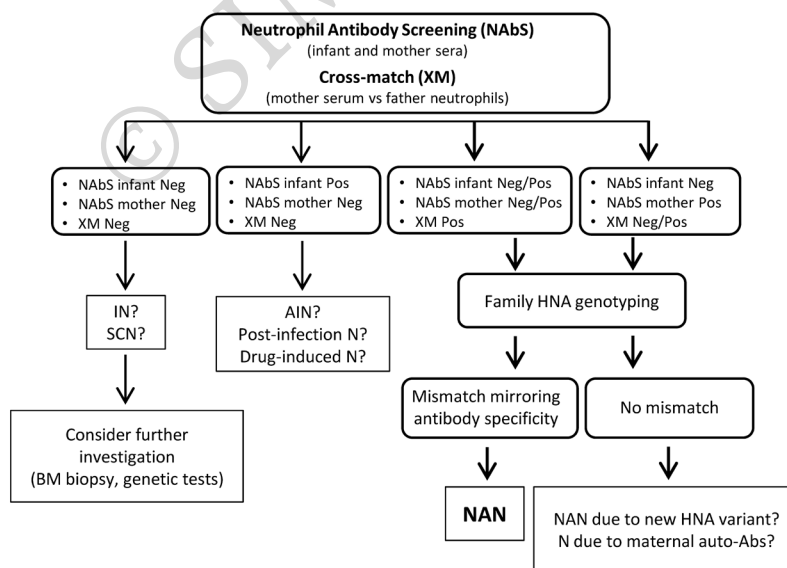 © SIM
Neutrophil Antibody Screening (NAbS)
(infant and mother sera)
Cross-match (XM)
(mother serum vs father neutrophils)
• NAbS infant Neg
• NAbS mother Neg
• XM Neg
• NAbS infant Pos
• NAbS mother Neg
• XM Neg
• NAbS infant Neg/Pos
• NAbS mother Neg/Pos
• XM Pos
• NAbS infant Neg
• NAbS mother Pos
• XM Neg/Pos
IN?
SCN?
AIN?
Post-infection N?
Drug-induced N?
Family HNA genotyping
Consider further
investigation
(BM biopsy, genetic tests)
Mismatch mirroring
antibody specificity
No mismatch
NAN
NAN due to new HNA variant?
N due to maternal auto-Abs?